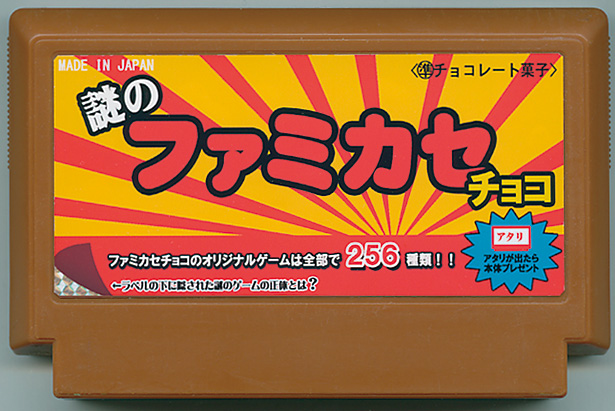 MADE IN JAPAN
〈準チョコレート菓子〉
謎の
ファミカセ
チョコ
ファミカセチョコのオリジナルゲームは全部で 256 種類！！
←ラベルの下に隠された謎のゲームの正体とは？
アタリ
アタリが出たら
本体プレゼント